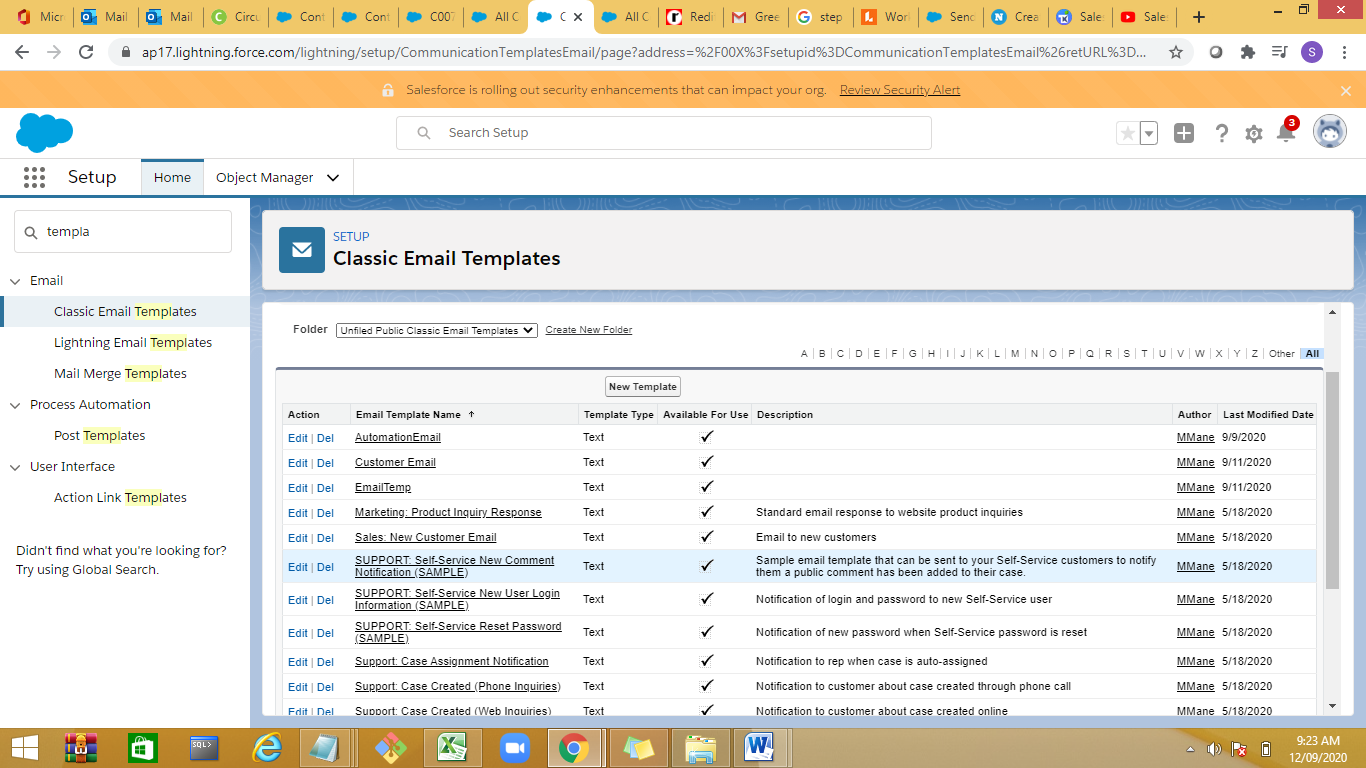 Micr
Mail
Mail
Circu
Cont
Cont
C007
All C
C
All C
Redi
Gree
step
Worl
Send
Crea
Sale
Sale
ap17.lightning.force.com/lightning/setup/CommunicationTemplatesEmail/page?address=%2F00X%3Fsetupid%3DCommunicationTemplatesEmail%26retURL%3D...
S
Salesforce is rolling out security enhancements that can impact your org. Review Security Alert
Search Setup
3
Setup Home Object Manager
templa
Email
Classic Email Templates
Lightning Email Templates
Mail Merge Templates
Process Automation
Post Templates
User Interface
Action Link Templates
Didn't find what you're looking for?
Try using Global Search.
SETUP
Classic Email Templates
Folder Unfiled Public Classic Email Templates Create New Folder
A B C D E F G H I J K L M N O P Q R S T U V W X Y Z Other All
New Template
Action Email Template Name Template Type Available For Use Description Author Last Modified Date
Edit | Del AutomationEmail Text MMane 9/9/2020
Edit | Del Customer Email Text MMane 9/11/2020
Edit | Del EmailTemp Text MMane 9/11/2020
Edit | Del Marketing: Product Inquiry Response Text Standard email response to website product inquiries MMane 5/18/2020
Edit | Del Sales: New Customer Email Text Email to new customers MMane 5/18/2020
Edit | Del SUPPORT: Self-Service New Comment Notification (SAMPLE) Text Sample email template that can be sent to your Self-Service customers to notify them a public comment has been added to their case. MMane 5/18/2020
Edit | Del SUPPORT: Self-Service New User Login Information (SAMPLE) Text Notification of login and password to new Self-Service user MMane 5/18/2020
Edit | Del SUPPORT: Self-Service Reset Password (SAMPLE) Text Notification of new password when Self-Service password is reset MMane 5/18/2020
Edit | Del Support: Case Assignment Notification Text Notification to rep when case is auto-assigned MMane 5/18/2020
Edit | Del Support: Case Created (Phone Inquiries) Text Notification to customer about case created through phone call MMane 5/18/2020
Edit | Del Support: Case Created (Web Inquiries) Text Notification to customer about case created online MMane 5/18/2020
SQL>
9:23 AM
12/09/2020